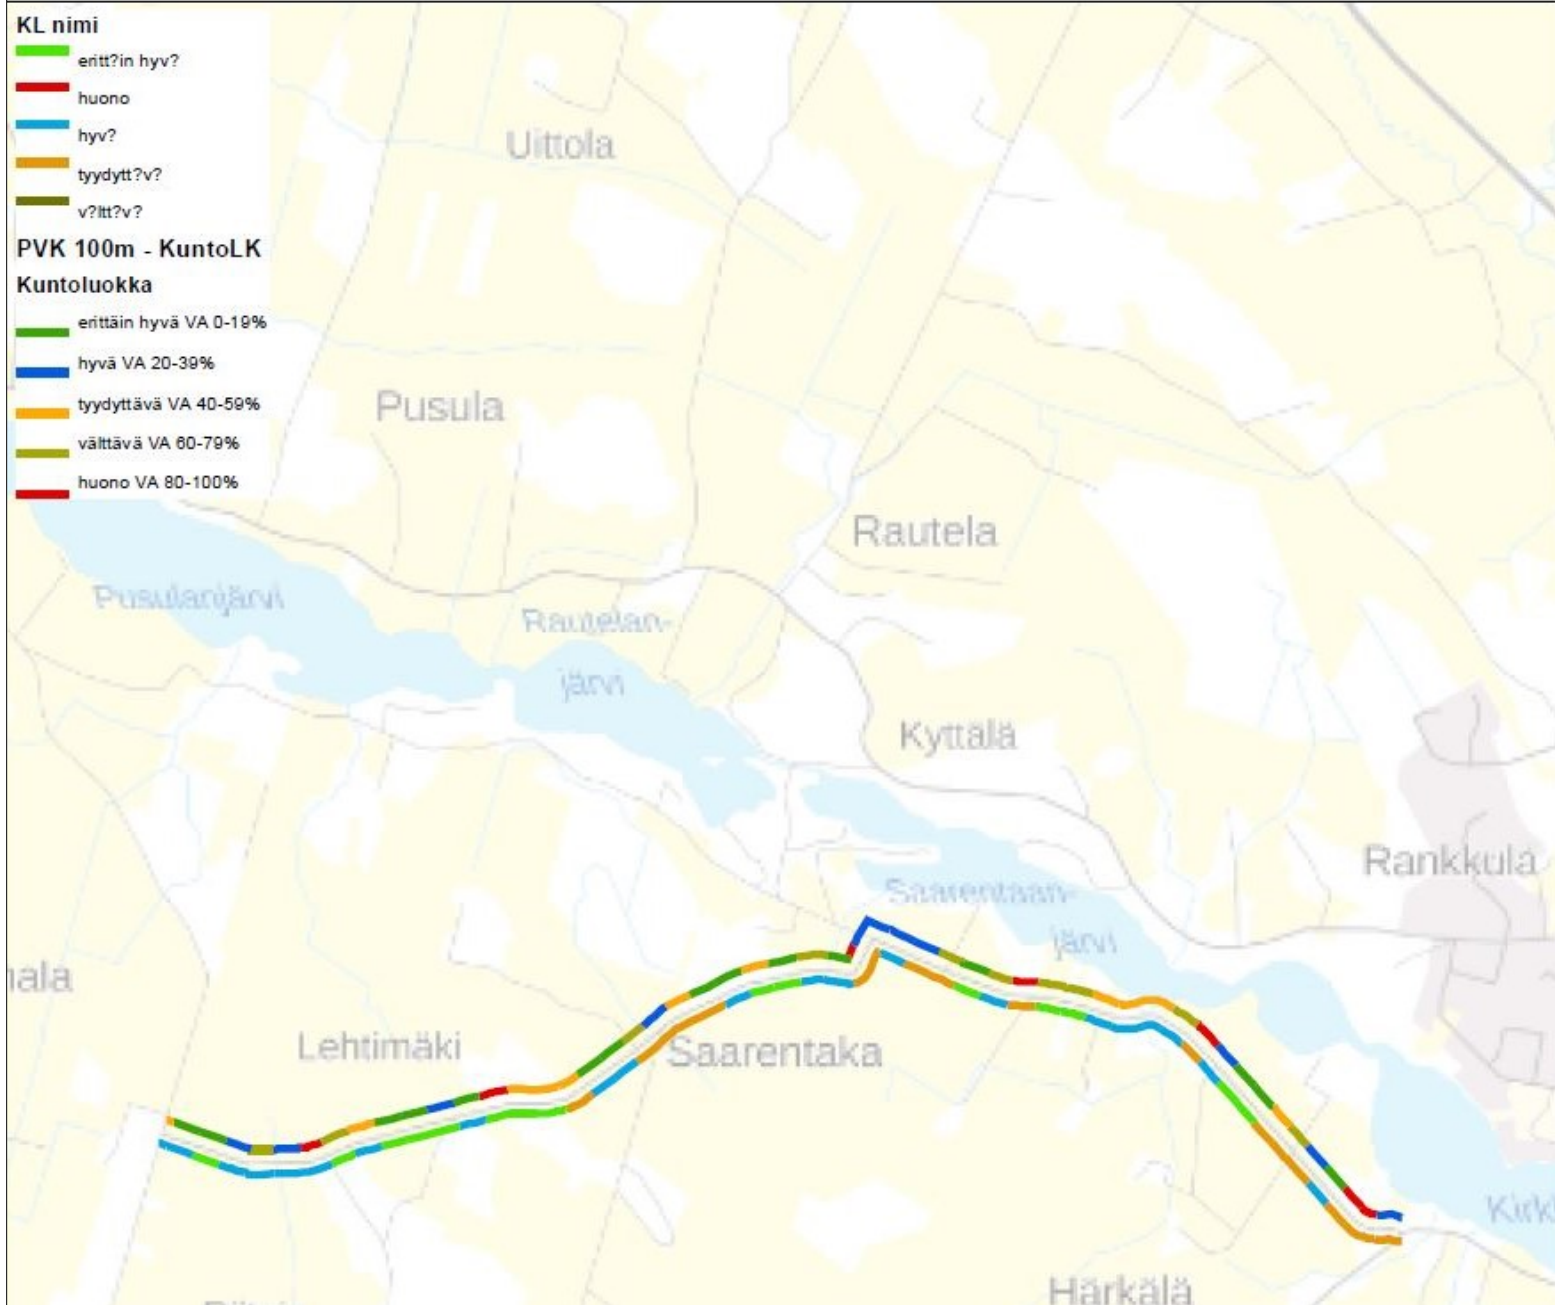 KL nimi
eritt?in hyv?
huono
hyv?
tyydytt?v?
v?ltt?v?
PVK 100m - KuntoLK
Kuntoluokka
erittäin hyvä VA 0-19%
hyvä VA 20-39%
tyydyttävä VA 40-59%
välttävä VA 60-79%
huono VA 80-100%
Uittola
Pusula
Rautela
Pusulanjärvi
Rautelan-
järvi
Kyttälä
Rankkula
Saarentaan-
järvi
Lehtimäki
Saarentaka
Härkälä